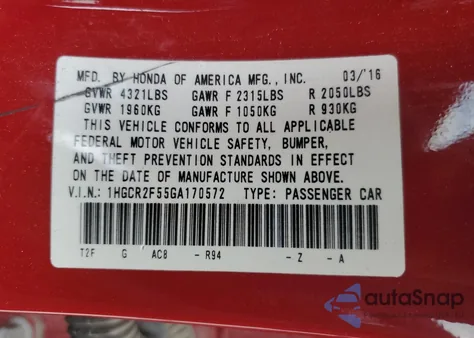 MFD. BY HONDA OF AMERICA MFG., INC. 03/'16
GVWR 4321LBS GAWR F 2315LBS R 2050LBS
GVWR 1960KG GAWR F 1050KG R 930KG
THIS VEHICLE CONFORMS TO ALL APPLICABLE
FEDERAL MOTOR VEHICLE SAFETY, BUMPER,
AND THEFT PREVENTION STANDARDS IN EFFECT
ON THE DATE OF MANUFACTURE SHOWN ABOVE.
V.I.N.: 1HGCR2F55GA170572 TYPE: PASSENGER CAR
T2F G AC8 - R94 - Z - A
autoSnap